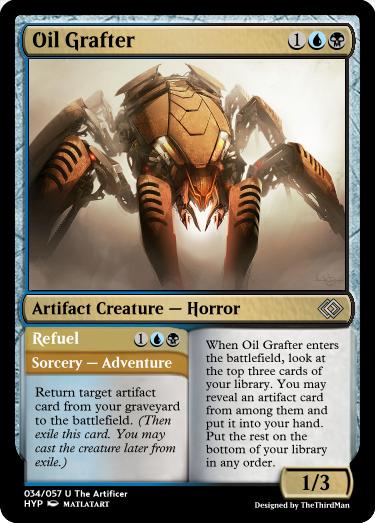 Oil Grafter 1
Artifact Creature — Horror
Refuel 1
Sorcery — Adventure
Return target artifact
card from your graveyard
to the battlefield. (Then
exile this card. You may
cast the creature later from
exile.)
When Oil Grafter enters
the battlefield, look at
the top three cards of
your library. You may
reveal an artifact card
from among them and
put it into your hand.
Put the rest on the
bottom of your library
in any order.
1/3
034/057 U The Artificer
HYP MATLATART
Designed by TheThirdMan